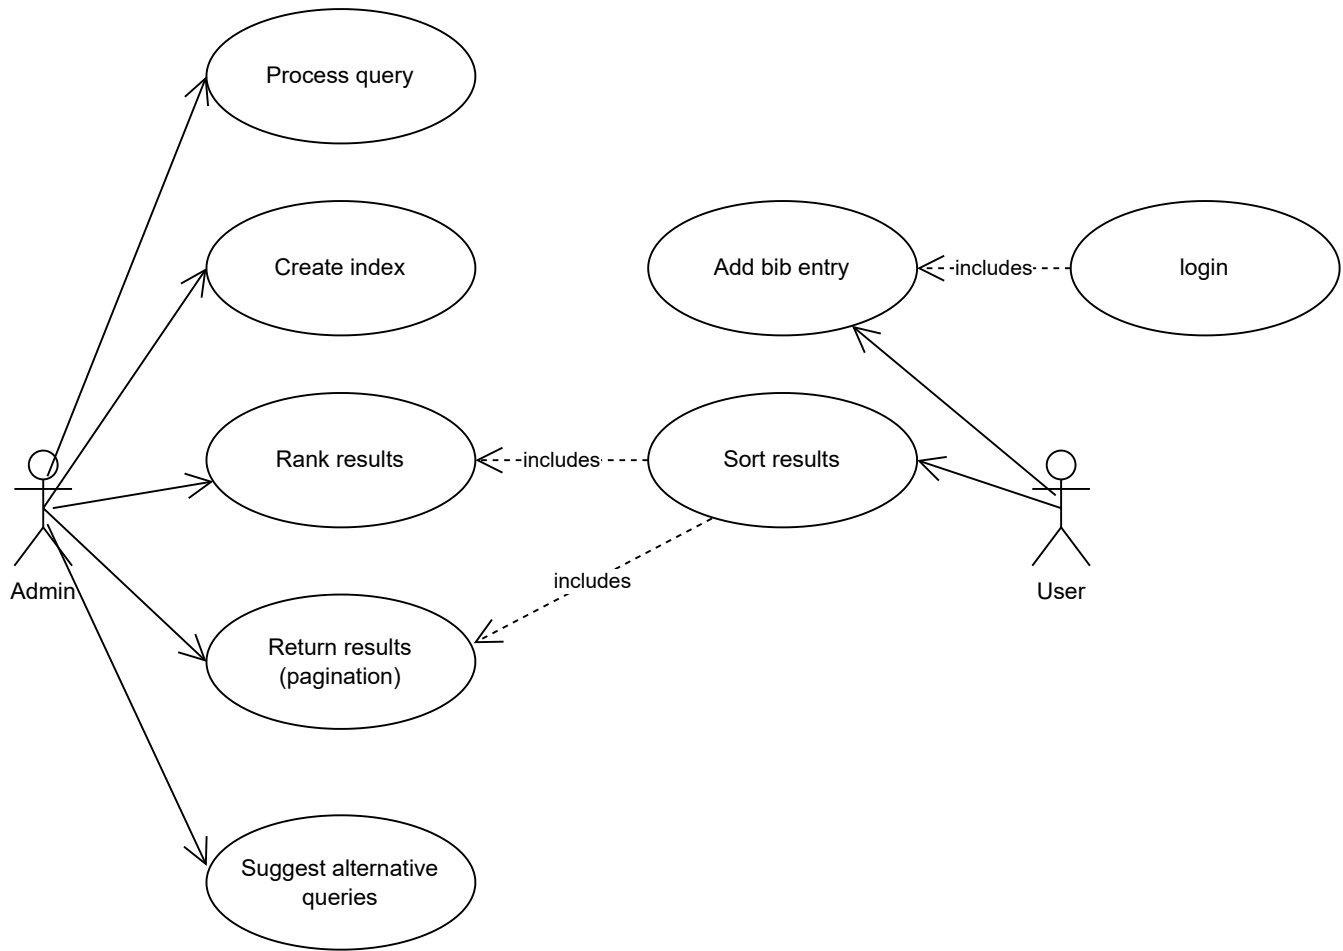 Process query
Create index
Add bib entry
includes
login
Rank results
includes
Sort results
Admin
includes
User
Return results
(pagination)
Suggest alternative
queries